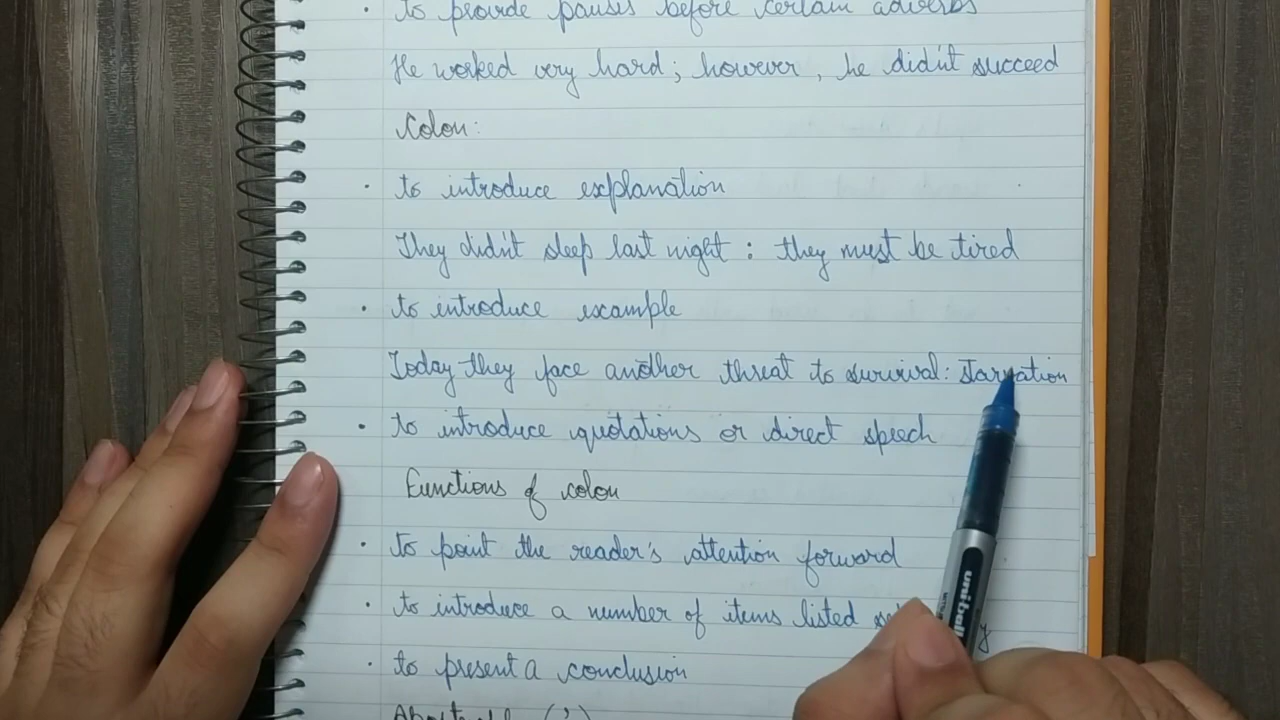 • to provide pauses before certain adverbs
He worked very hard; however, he didn't succeed
Colon:
• to introduce explanation
They didn't sleep last night : they must be tired
• to introduce example
Today they face another threat to survival: starvation
• to introduce quotations or direct speech
Functions of colon
• to point the reader's attention forward
• to introduce a number of items listed
• to present a conclusion
(')
uniball